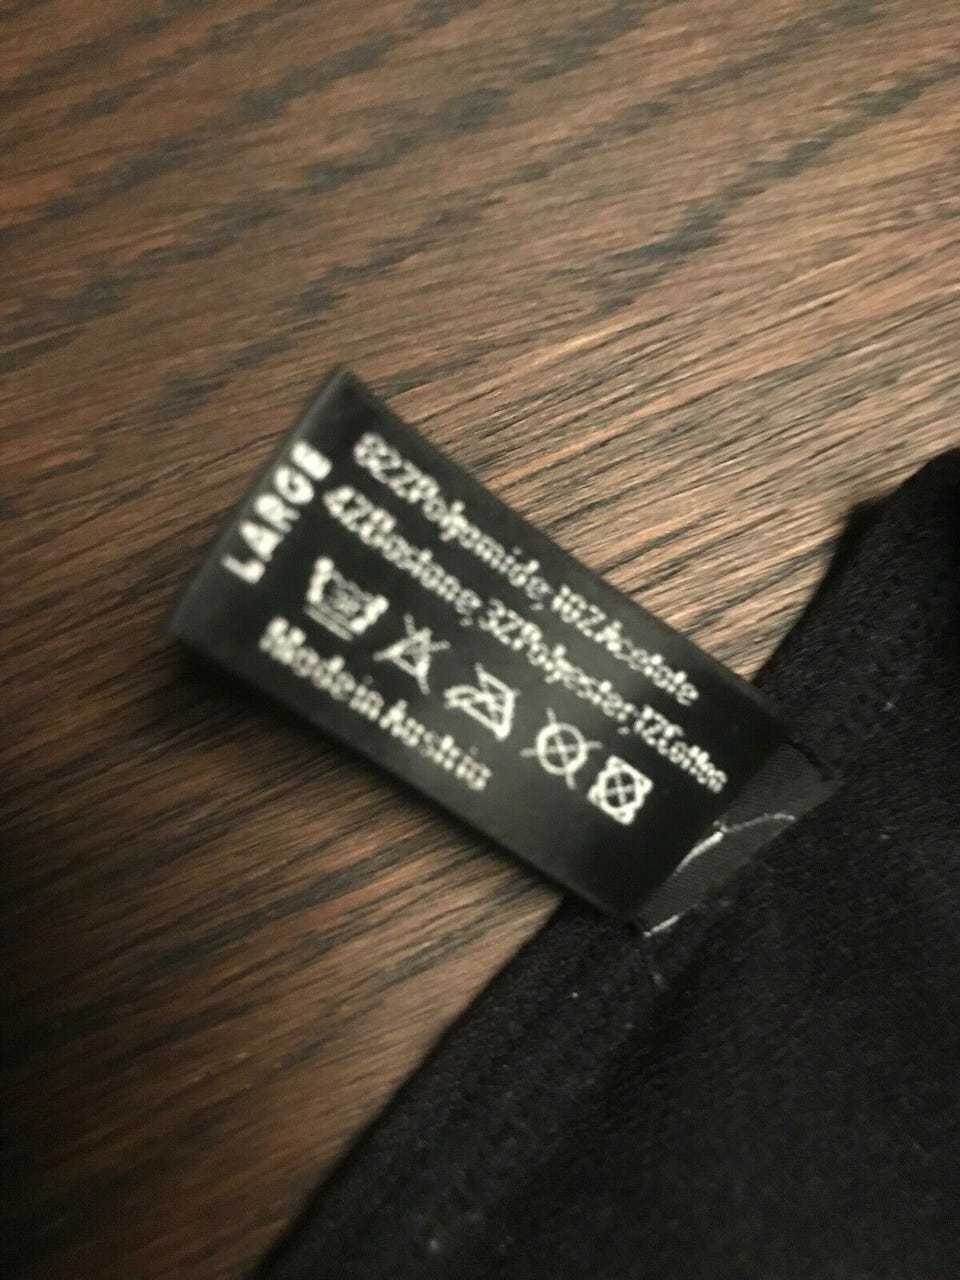 LARGE
82%Polyamide,10%Acetate
4%Elastane,3%Polyester,1%Cotton
Made in Austria